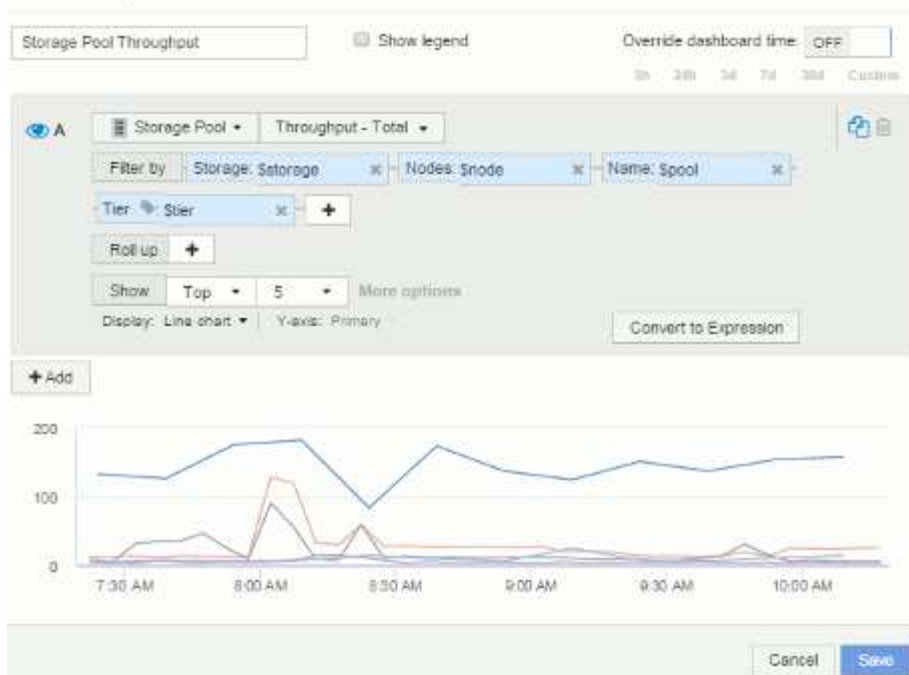 Storage Pool Throughput Show legend Override dashboard time: OFF
3h 24h 3d 7d 30d Custom
A Storage Pool Throughput - Total
Filter by Storage: $storage Nodes: $node Name: $pool
Tier $tier +
Roll up +
Show Top 5 More options
Display: Line chart Y-axis: Primary Convert to Expression
+ Add
200
100
0
7:30 AM 8:00 AM 8:30 AM 9:00 AM 9:30 AM 10:00 AM
Cancel Save